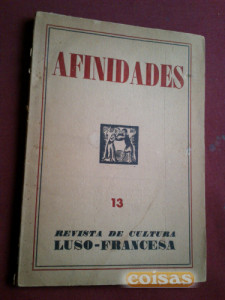 AFINIDADES
13
REVISTA DE CULTURA
LUSO-FRANCESA
coisas